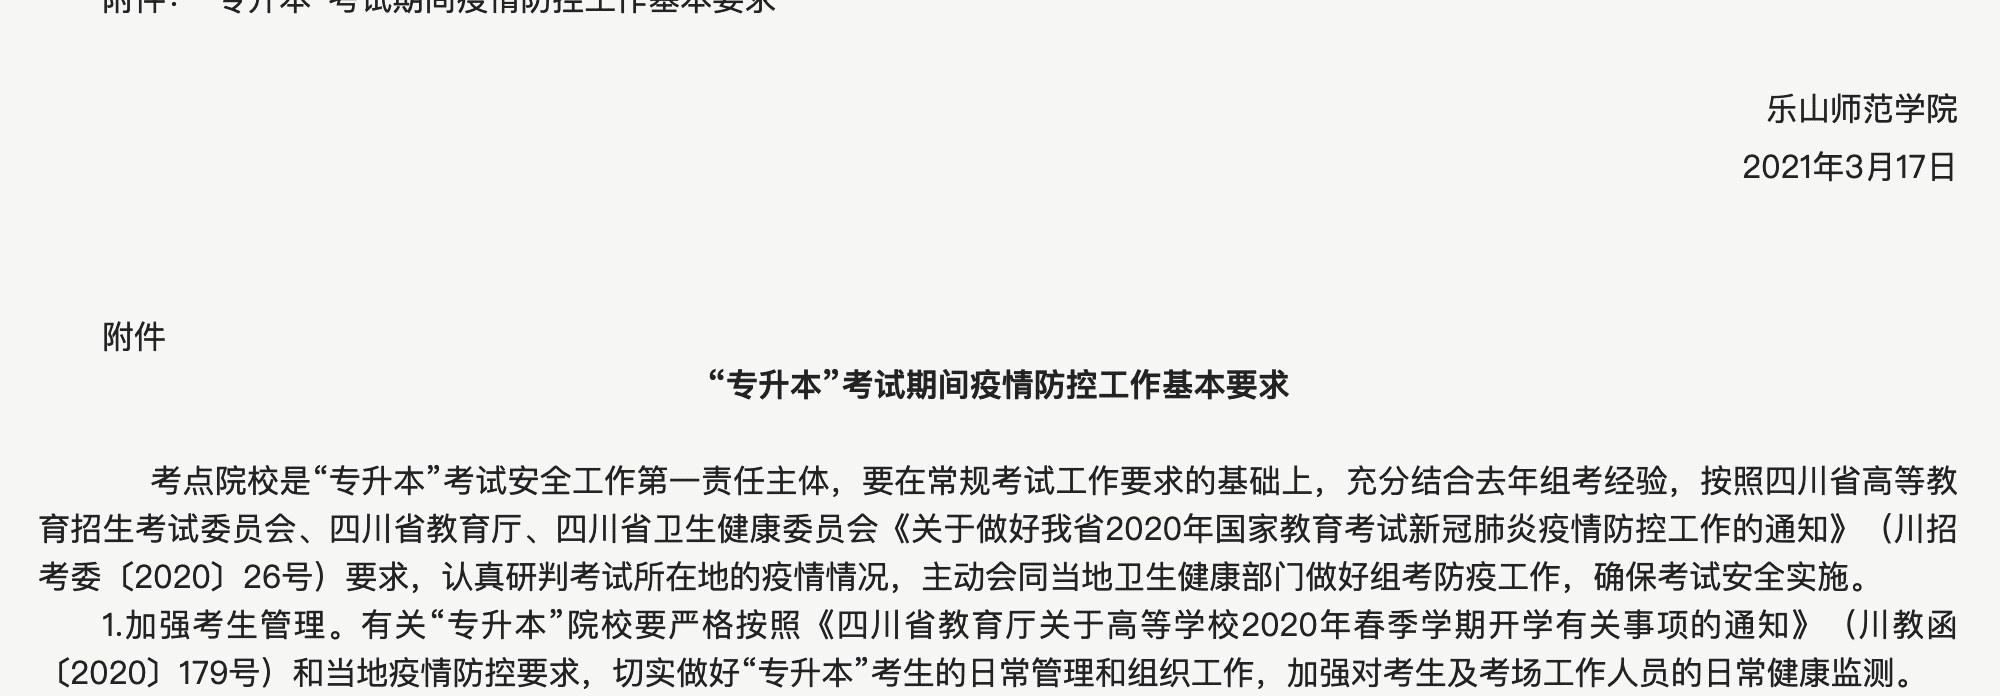 附件：“专升本”考试期间疫情防控工作基本要求
乐山师范学院
2021年3月17日
附件
“专升本”考试期间疫情防控工作基本要求
考点院校是“专升本”考试安全工作第一责任主体，要在常规考试工作要求的基础上，充分结合去年组考经验，按照四川省高等教
育招生考试委员会、四川省教育厅、四川省卫生健康委员会《关于做好我省2020年国家教育考试新冠肺炎疫情防控工作的通知》（川招
考委〔2020〕26号）要求，认真研判考试所在地的疫情情况，主动会同当地卫生健康部门做好组考防疫工作，确保考试安全实施。
1.加强考生管理。有关“专升本”院校要严格按照《四川省教育厅关于高等学校2020年春季学期开学有关事项的通知》（川教函
〔2020〕179号）和当地疫情防控要求，切实做好“专升本”考生的日常管理和组织工作，加强对考生及考场工作人员的日常健康监测。